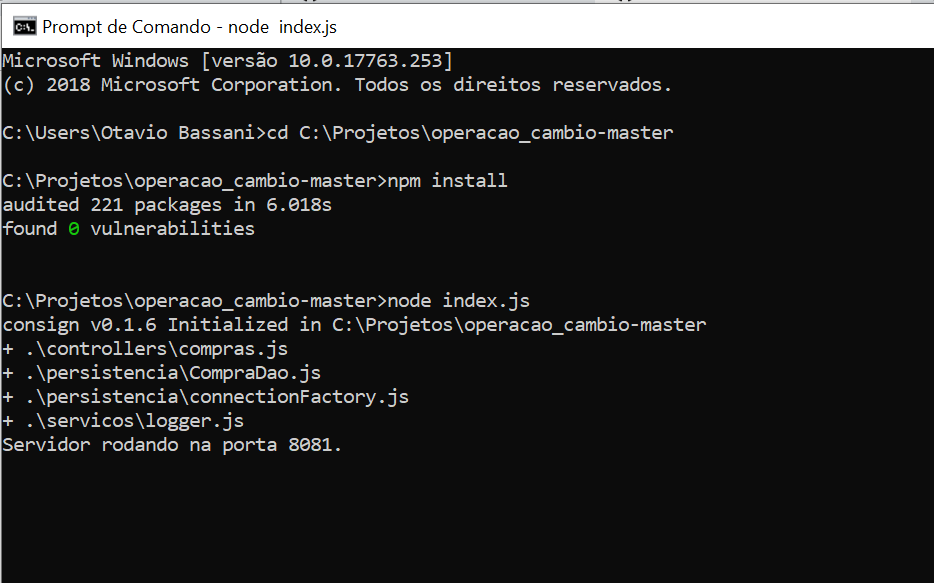 Prompt de Comando - node  index.js
Microsoft Windows [versão 10.0.17763.253]
(c) 2018 Microsoft Corporation. Todos os direitos reservados.
C:\Users\Otavio Bassani>cd C:\Projetos\operacao_cambio-master
C:\Projetos\operacao_cambio-master>npm install
audited 221 packages in 6.018s
found 0 vulnerabilities
C:\Projetos\operacao_cambio-master>node index.js
consign v0.1.6 Initialized in C:\Projetos\operacao_cambio-master
+ .\controllers\compras.js
+ .\persistencia\CompraDao.js
+ .\persistencia\connectionFactory.js
+ .\servicos\logger.js
Servidor rodando na porta 8081.